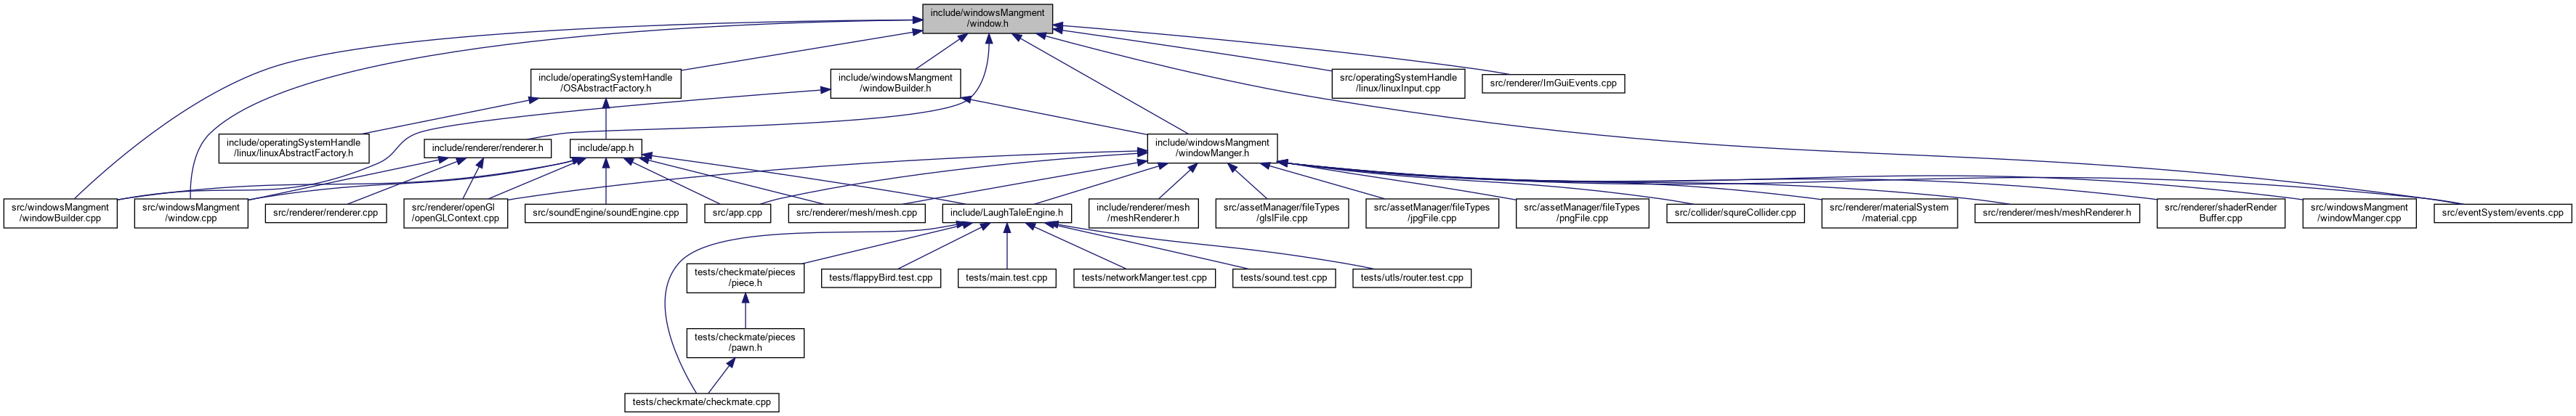 include/windowsMangment
/window.h
include/operatingSystemHandle
/OSAbstractFactory.h
include/windowsMangment
/windowBuilder.h
src/operatingSystemHandle
/linux/linuxInput.cpp
src/renderer/ImGuiEvents.cpp
include/operatingSystemHandle
/linux/linuxAbstractFactory.h
include/renderer/renderer.h
include/app.h
include/windowsMangment
/windowManger.h
src/windowsMangment
/windowBuilder.cpp
src/windowsMangment
/window.cpp
src/renderer/renderer.cpp
src/renderer/openGl
/openGLContext.cpp
src/soundEngine/soundEngine.cpp
src/app.cpp
src/renderer/mesh/mesh.cpp
include/LaughTaleEngine.h
include/renderer/mesh
/meshRenderer.h
src/assetManager/fileTypes
/glslFile.cpp
src/assetManager/fileTypes
/jpgFile.cpp
src/assetManager/fileTypes
/pngFile.cpp
src/collider/squreCollider.cpp
src/renderer/materialSystem
/material.cpp
src/renderer/mesh/meshRenderer.h
src/renderer/shaderRender
Buffer.cpp
src/windowsMangment
/windowManger.cpp
src/eventSystem/events.cpp
tests/checkmate/pieces
/piece.h
tests/flappyBird.test.cpp
tests/main.test.cpp
tests/networkManger.test.cpp
tests/sound.test.cpp
tests/utls/router.test.cpp
tests/checkmate/pieces
/pawn.h
tests/checkmate/checkmate.cpp